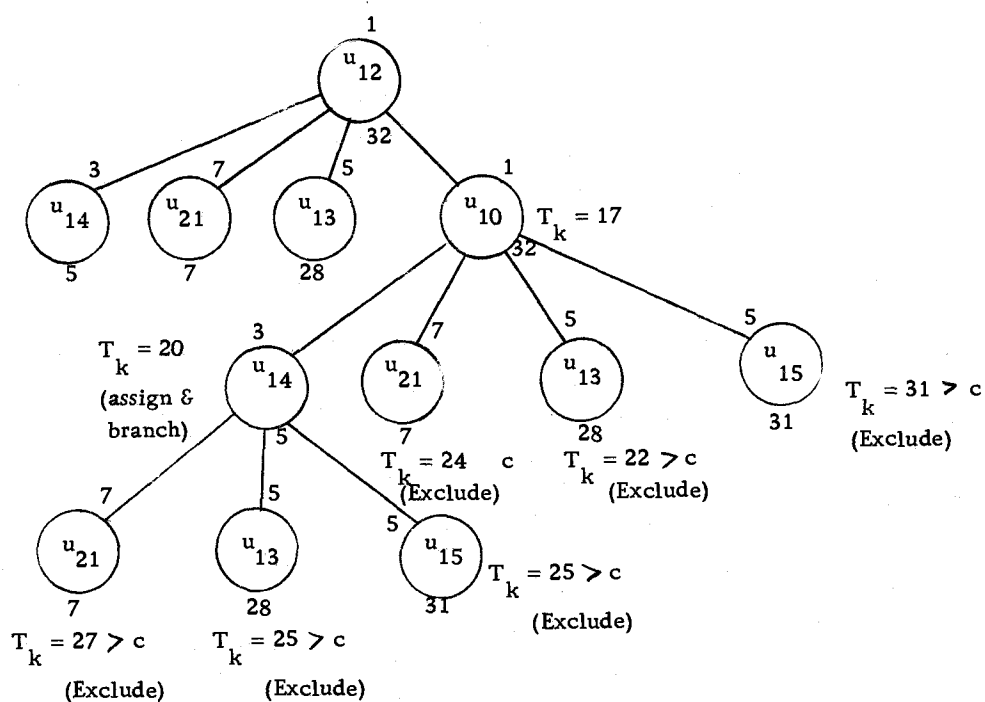 1
u12
32
3 7 5 1
u14 u21 u13 u10 Tk = 17
5 7 28 32
3 7 5 5
Tk = 20
(assign &
branch)
u14 u21 u13 u15
5 7 28 31
Tk = 31 > c
(Exclude)
Tk = 24 c
(Exclude)
Tk = 22 > c
(Exclude)
7 5 5
u21 u13 u15
7 28 31
Tk = 25 > c
(Exclude)
Tk = 27 > c
(Exclude)
Tk = 25 > c
(Exclude)